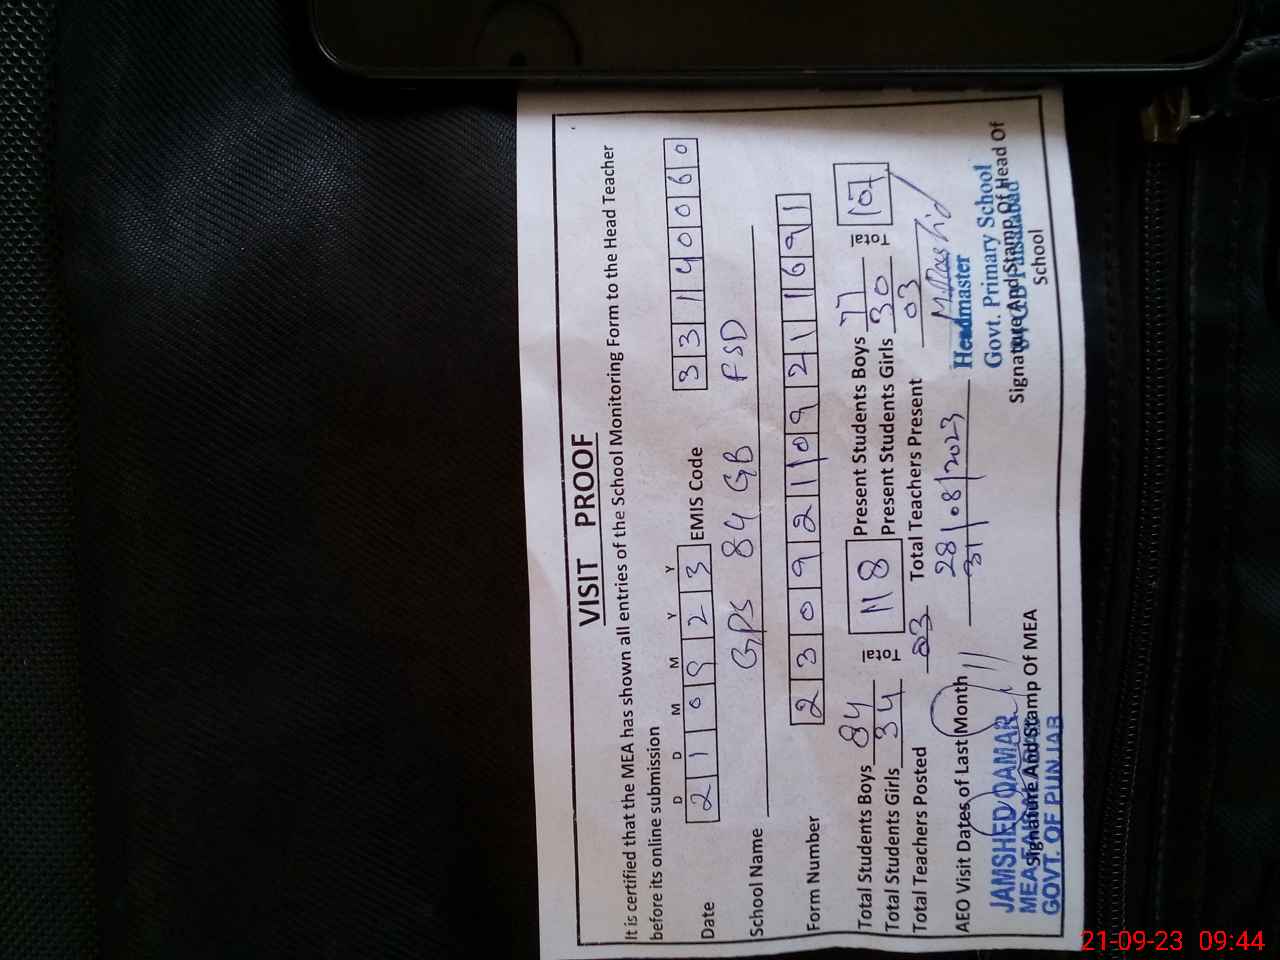 VISIT PROOF
It is certified that the MEA has shown all entries of the School Monitoring Form to the Head Teacher
before its online submission
D D M M Y Y
Date 2 1 0 9 2 3 EMIS Code 3 3 1 4 0 0 6 0
School Name GPS 84 GB FSD
Form Number 2 3 0 9 2 1 1 0 9 2 1 1 6 9 1
Total Students Boys 84 Total 118 Present Students Boys 77 Total 107
Total Students Girls 34 Present Students Girls 30
Total Teachers Posted 03 Total Teachers Present 03
AEO Visit Dates of Last Month 28/08/2023
31 M. Rashid
JAMSHED QAMAR Headmaster
MEA FAISALABAD Govt. Primary School
Signature And Stamp Of MEA Signature And Stamp Of Head Of
GOVT. OF PUNJAB School
21-09-23 09:44